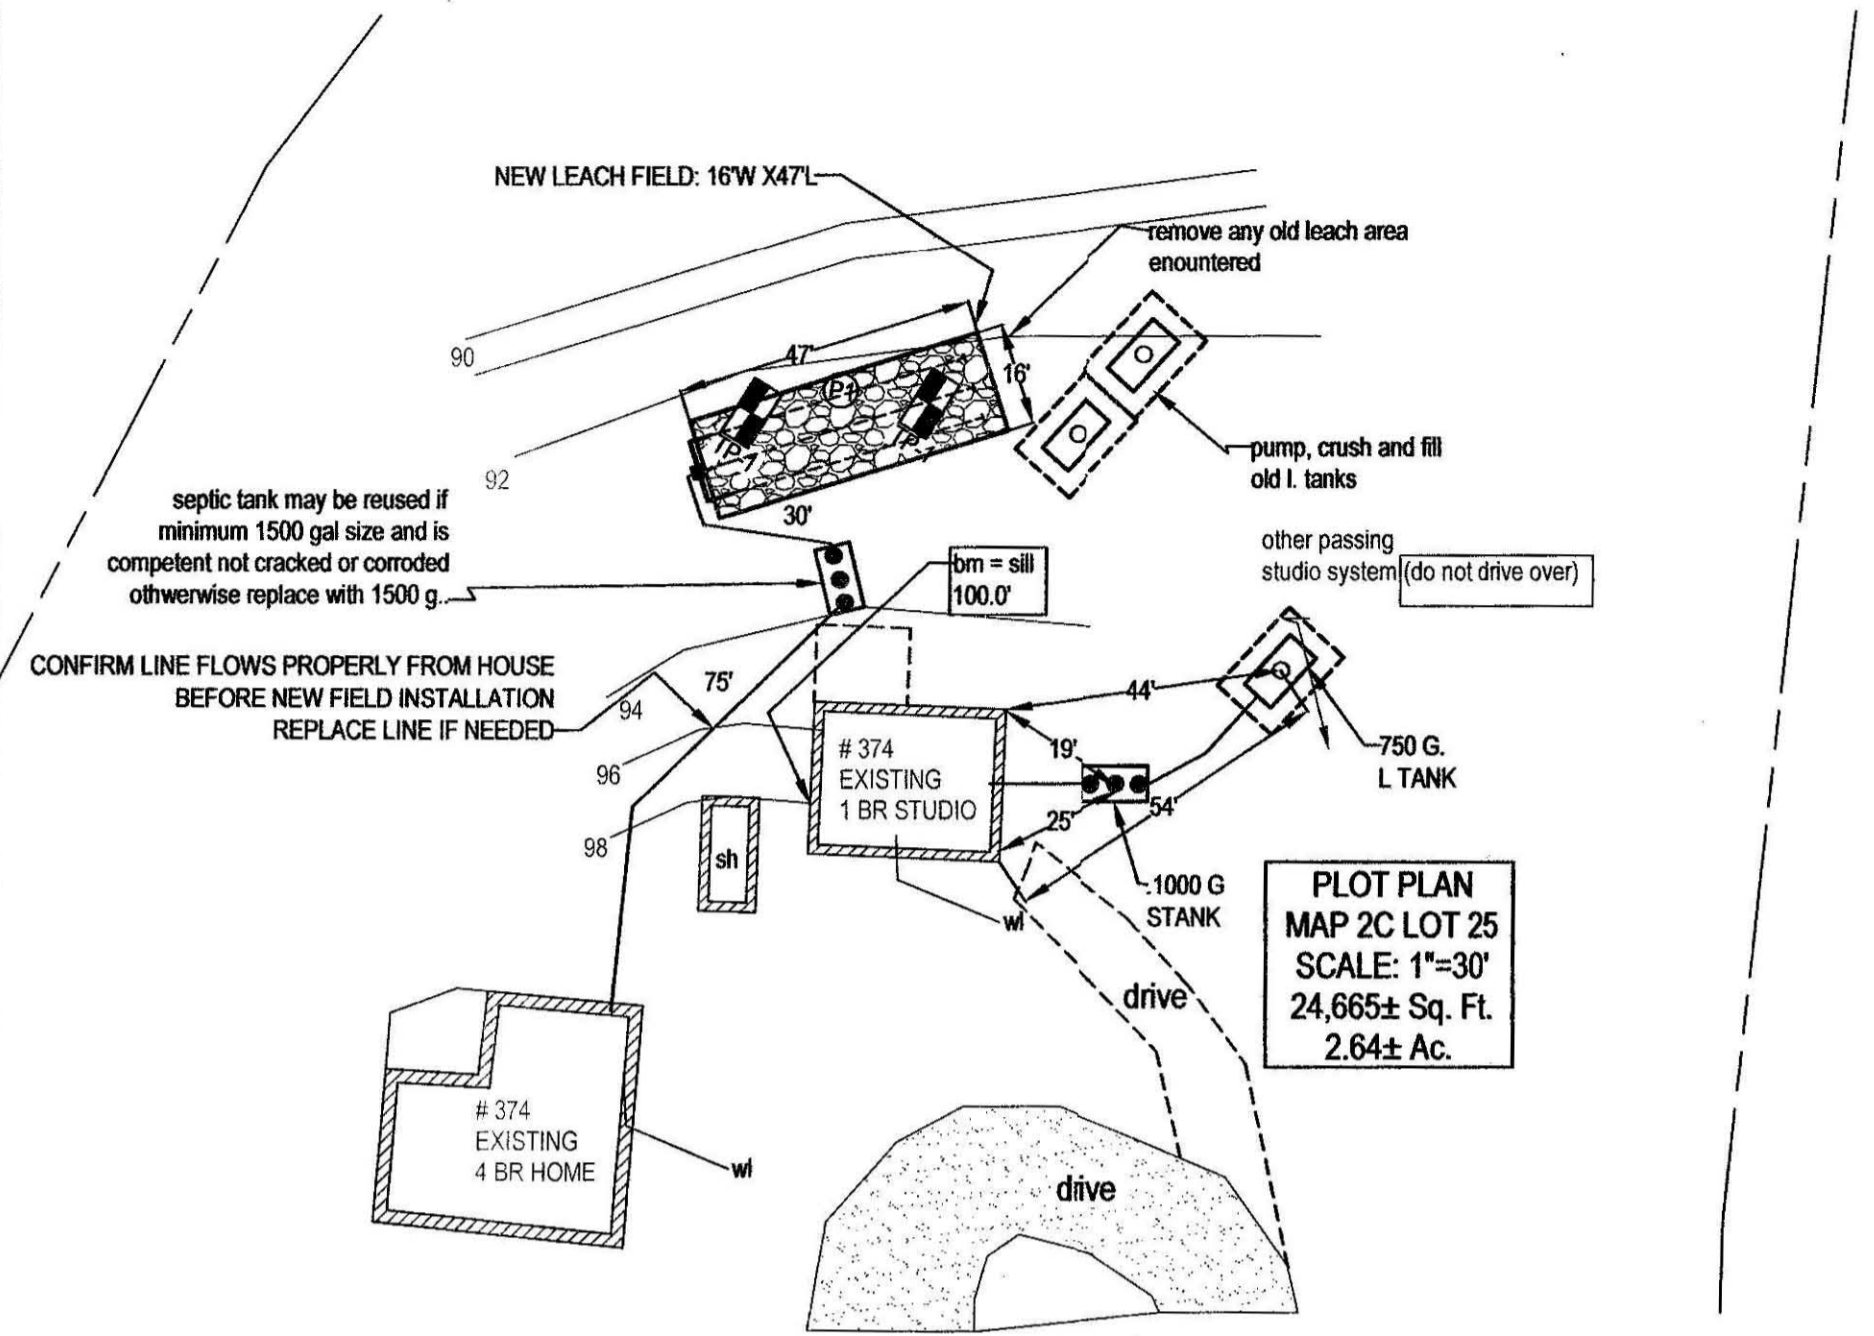 NEW LEACH FIELD: 16'W X47'L
remove any old leach area
enountered
90
47'
16'
P1
92
pump, crush and fill
old l. tanks
septic tank may be reused if
minimum 1500 gal size and is
competent not cracked or corroded
othwerwise replace with 1500 g..
30'
bm = sill
100.0'
other passing
studio system (do not drive over)
CONFIRM LINE FLOWS PROPERLY FROM HOUSE
BEFORE NEW FIELD INSTALLATION
REPLACE LINE IF NEEDED
75'
94
96
98
44'
19'
25'
54'
# 374
EXISTING
1 BR STUDIO
750 G.
L TANK
sh
wl
.1000 G
STANK
PLOT PLAN
MAP 2C LOT 25
SCALE: 1"=30'
24,665± Sq. Ft.
2.64± Ac.
drive
# 374
EXISTING
4 BR HOME
wl
drive